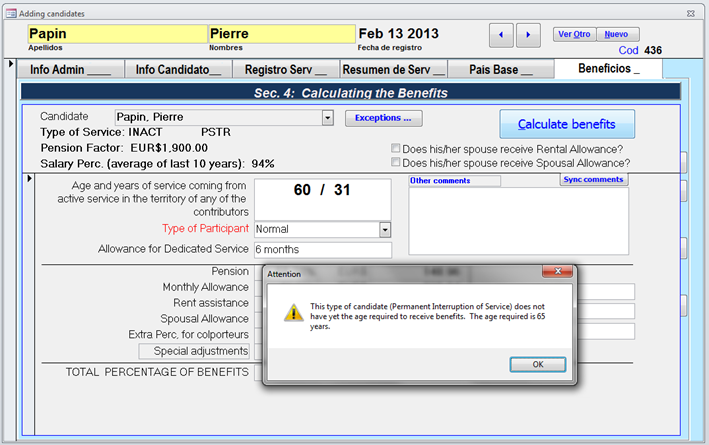 Adding candidates
Papin Pierre Feb 13 2013
Apellidos Nombres Fecha de registro
Ver Otro Nuevo
Cod 436
Info Admin ____ Info Candidato__ Registro Serv __ Resumen de Serv __ Pais Base __ Beneficios _
Sec. 4: Calculating the Benefits
Candidate Papin, Pierre Exceptions ... Calculate benefits
Type of Service: INACT PSTR
Pension Factor: EUR$1,900.00
Does his/her spouse receive Rental Allowance?
Salary Perc. (average of last 10 years): 94%
Does his/her spouse receive Spousal Allowance?
Age and years of service coming from
active service in the territory of any of the
contributors
60 / 31
Other comments Sync comments
Type of Participant Normal
Allowance for Dedicated Service 6 months
Pension
Monthly Allowance
Rent assistance
Spousal Allowance
Extra Perc, for colporteurs
Special adjustments
TOTAL PERCENTAGE OF BENEFITS
Attention
This type of candidate (Permanent Interruption of Service) does not
have yet the age required to receive benefits. The age required is 65
years.
OK